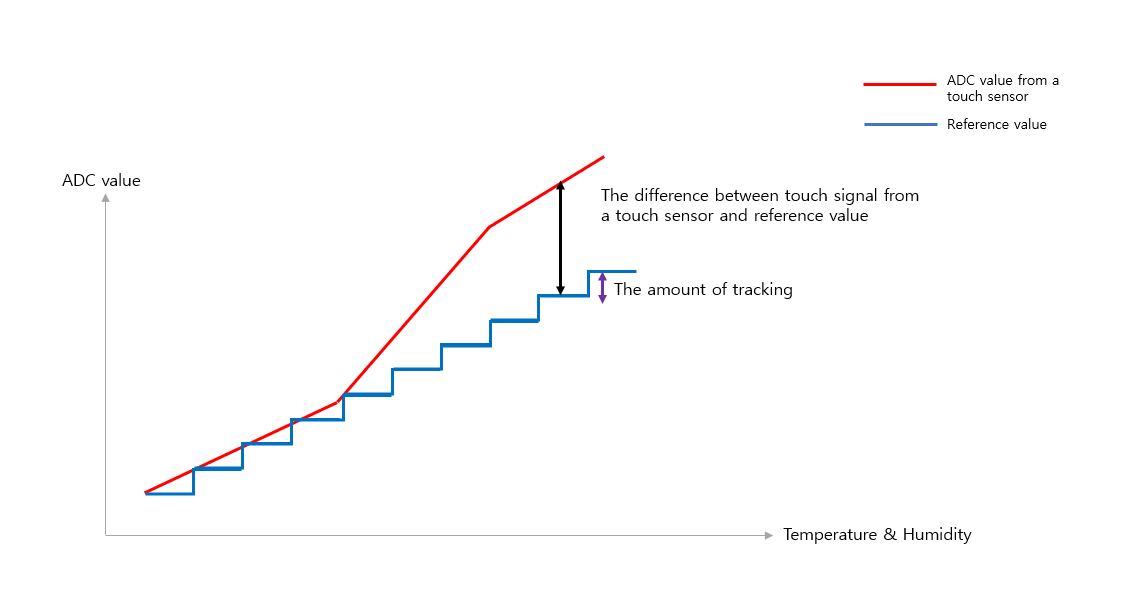 ADC value from a
touch sensor
Reference value
ADC value
The difference between touch signal from
a touch sensor and reference value
The amount of tracking
Temperature & Humidity